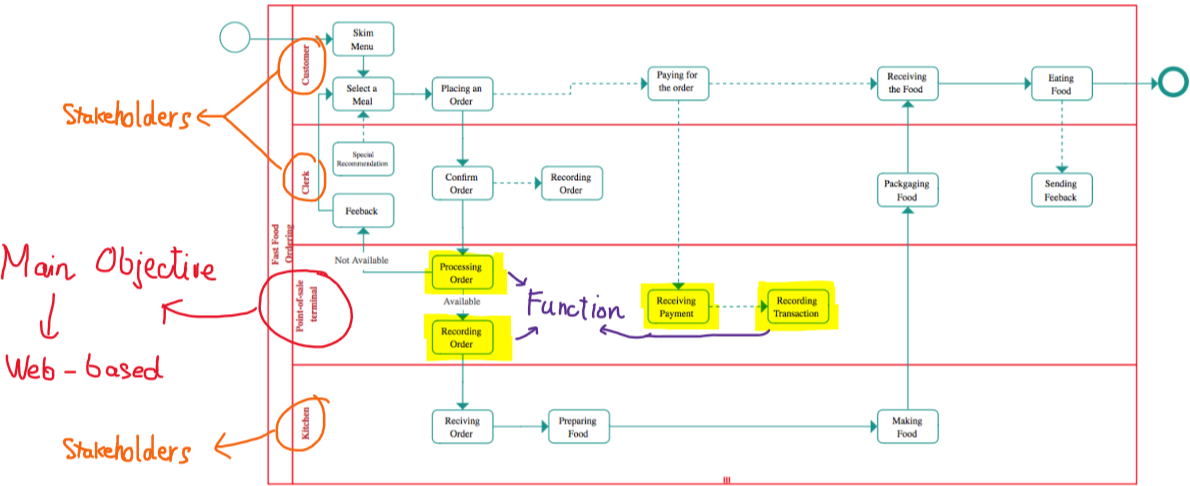 Skim
Menu
Customer
Select a
Meal
Placing an
Order
Paying for
the order
Receiving
the Food
Eating
Food
Stakeholders
Special
Recommendation
Clerk
Confirm
Order
Recording
Order
Packgaging
Food
Sending
Feeback
Feeback
Fast Food
Ordering
Main Objective
Not Available
Processing
Order
Point-of-sale
terminal
Available
Function
Receiving
Payment
Recording
Transaction
Recording
Order
Web-based
Kitchen
Reciving
Order
Preparing
Food
Making
Food
Stakeholders